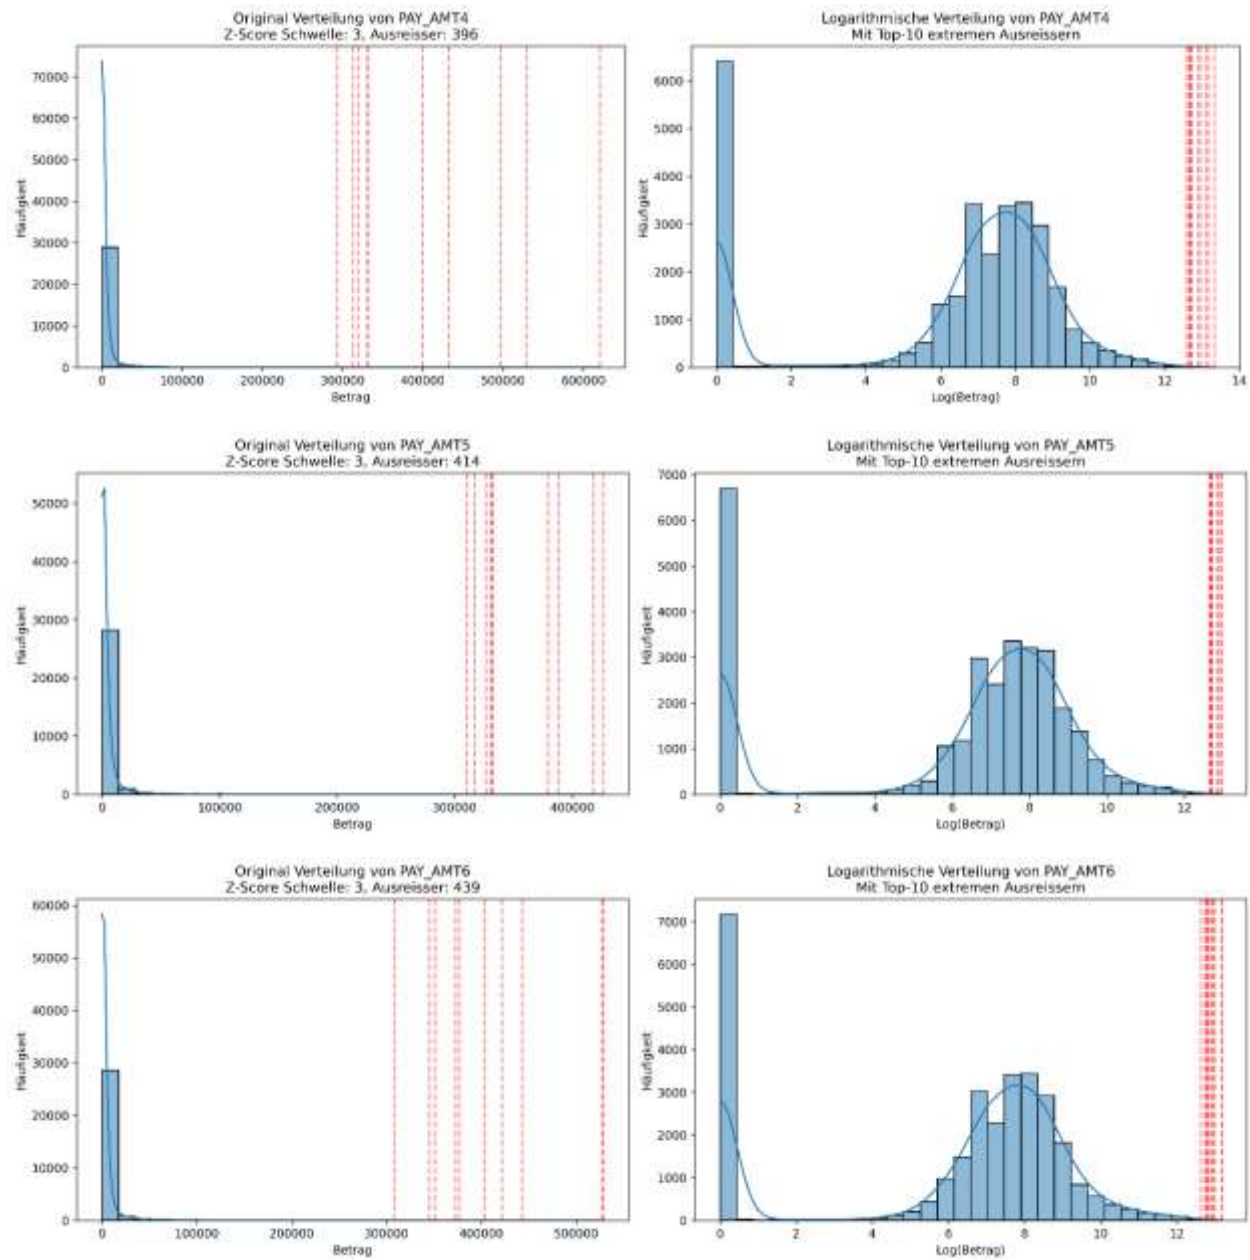 Original Verteilung von PAY_AMT4
Z-Score Schwelle: 3, Ausreisser: 396
70000
60000
50000
40000
30000
20000
10000
0
Häufigkeit
0 100000 200000 300000 400000 500000 600000
Betrag
Logarithmische Verteilung von PAY_AMT4
Mit Top-10 extremen Ausreissern
6000
5000
4000
3000
2000
1000
0
Häufigkeit
0 2 4 6 8 10 12 14
Log(Betrag)
Original Verteilung von PAY_AMT5
Z-Score Schwelle: 3, Ausreisser: 414
50000
40000
30000
20000
10000
0
Häufigkeit
0 100000 200000 300000 400000
Betrag
Logarithmische Verteilung von PAY_AMT5
Mit Top-10 extremen Ausreissern
7000
6000
5000
4000
3000
2000
1000
0
Häufigkeit
0 2 4 6 8 10 12
Log(Betrag)
Original Verteilung von PAY_AMT6
Z-Score Schwelle: 3, Ausreisser: 439
60000
50000
40000
30000
20000
10000
0
Häufigkeit
0 100000 200000 300000 400000 500000
Betrag
Logarithmische Verteilung von PAY_AMT6
Mit Top-10 extremen Ausreissern
7000
6000
5000
4000
3000
2000
1000
0
Häufigkeit
0 2 4 6 8 10 12
Log(Betrag)